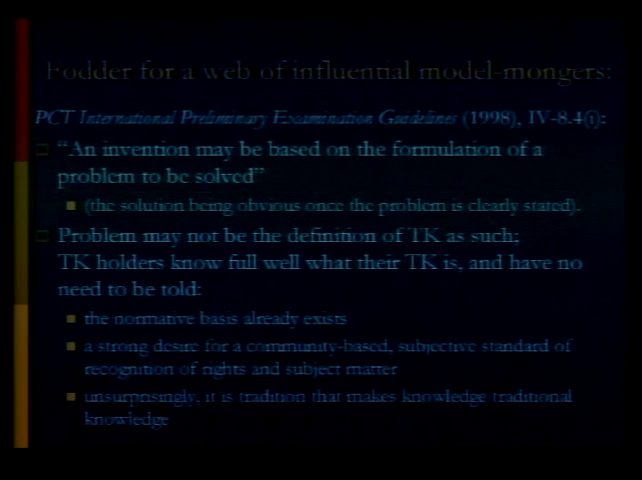 Fodder for a web of influential model-mongers:
PCT International Preliminary Examination Guidelines (1998), IV-8.4(i):
“An invention may be based on the formulation of a
problem to be solved”
(the solution being obvious once the problem is clearly stated).
Problem may not be the definition of TK as such;
TK holders know full well what their TK is, and have no
need to be told:
the normative basis already exists
a strong desire for a community-based, subjective standard of
recognition of rights and subject matter
unsurprisingly, it is tradition that makes knowledge traditional
knowledge